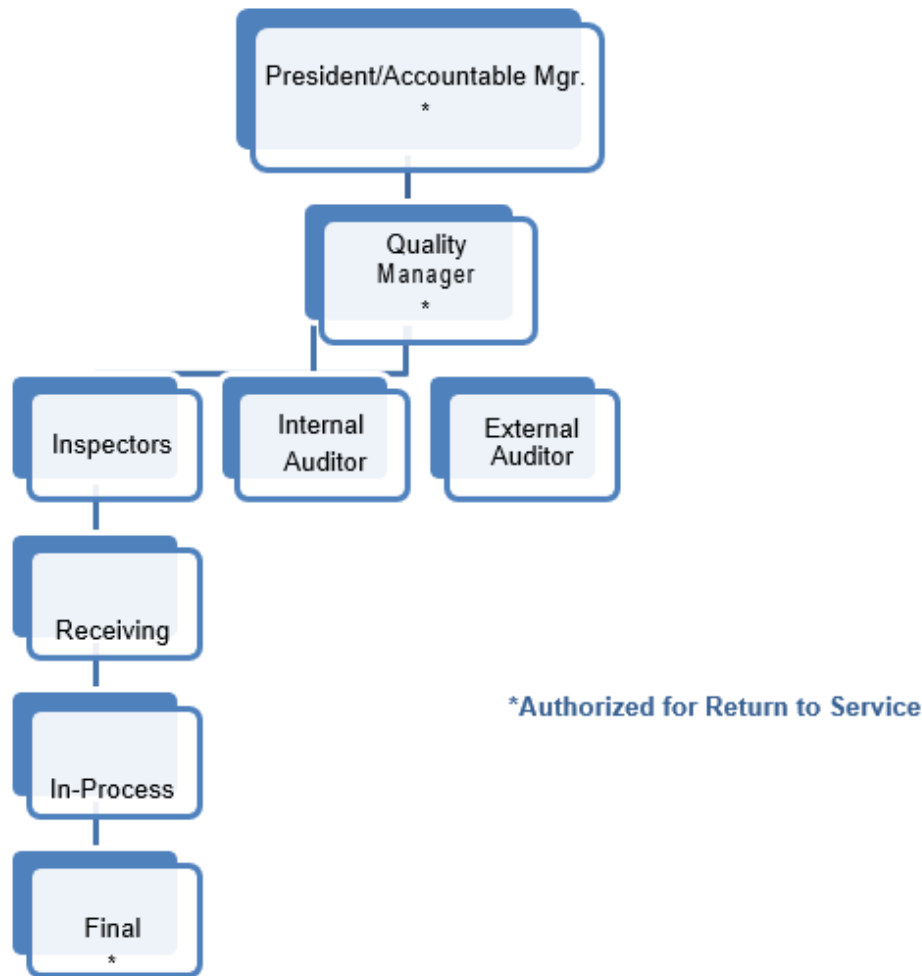 President/Accountable Mgr.
*
Quality
Manager
*
Inspectors
Internal
Auditor
External
Auditor
Receiving
In-Process
*Authorized for Return to Service
Final
*